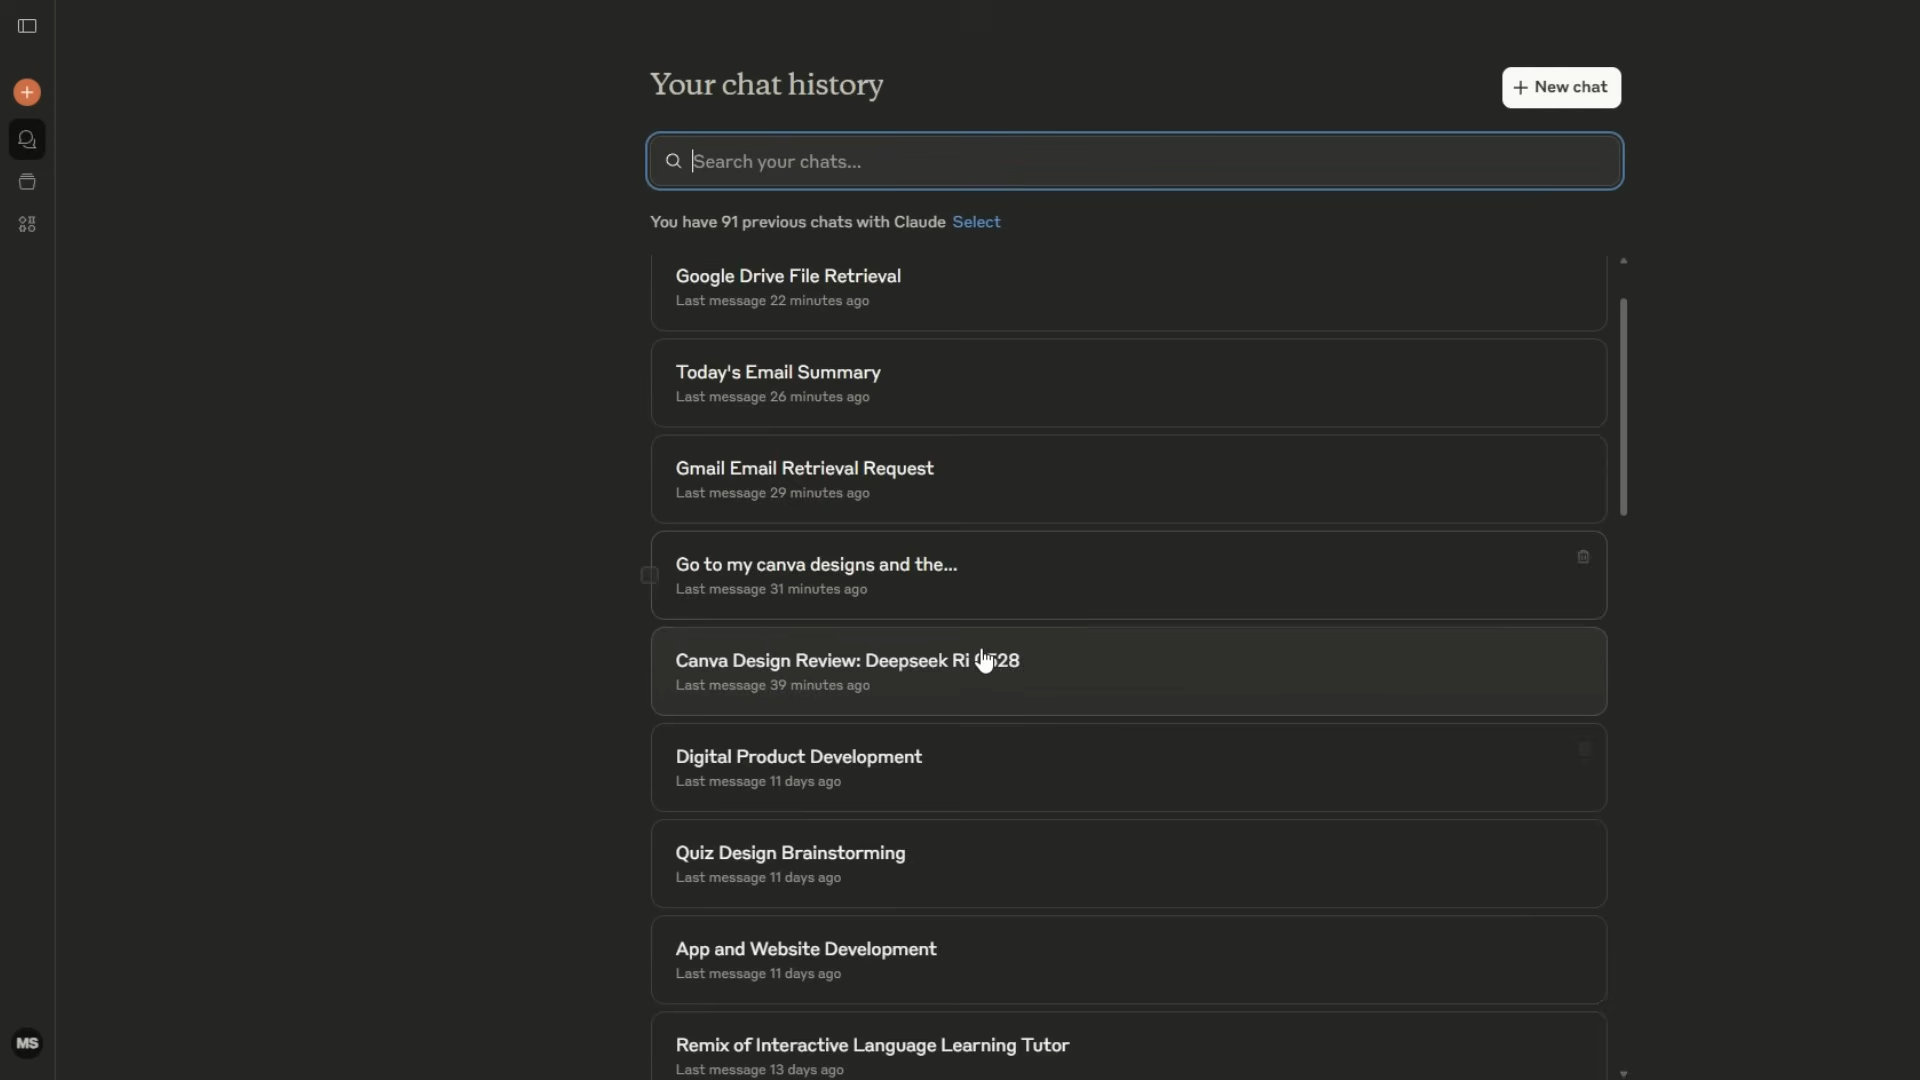 Your chat history
+ New chat
Search your chats...
You have 91 previous chats with Claude Select
Google Drive File Retrieval
Last message 22 minutes ago
Today's Email Summary
Last message 26 minutes ago
Gmail Email Retrieval Request
Last message 29 minutes ago
Go to my canva designs and the...
Last message 31 minutes ago
Canva Design Review: Deepseek Ri
Last message 39 minutes ago
Digital Product Development
Last message 11 days ago
Quiz Design Brainstorming
Last message 11 days ago
App and Website Development
Last message 11 days ago
Remix of Interactive Language Learning Tutor
Last message 13 days ago
MS